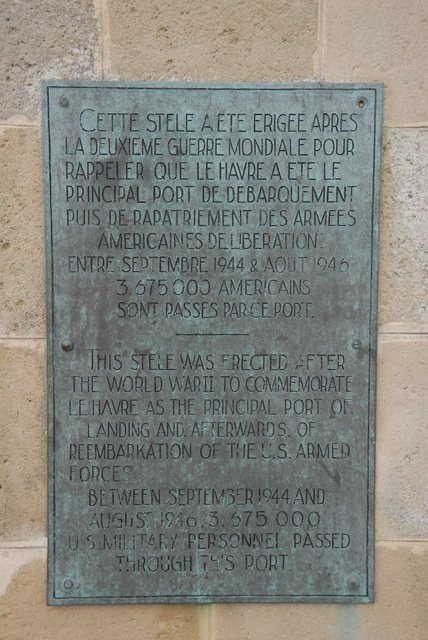 CETTE STELE A ETE ERIGEE APRES
LA DEUXIEME GUERRE MONDIALE POUR
RAPPELER QUE LE HAVRE A ETE LE
PRINCIPAL PORT DE DEBARQUEMENT
PUIS DE RAPATRIEMENT DES ARMEES
AMERICAINES DE LIBERATION.
ENTRE SEPTEMBRE 1944 & AOUT 1946
3.675 000 AMERICAINS
SONT PASSES PAR CE PORT.
THIS STELE WAS ERECTED AFTER
THE WORLD WAR II TO COMMEMORATE
LE HAVRE AS THE PRINCIPAL PORT OF
LANDING AND, AFTERWARDS, OF
REEMBARKATION OF THE U.S. ARMED
FORCES
BETWEEN SEPTEMBER 1944 AND
AUGUST 1946, 3.675 000
U.S. MILITARY PERSONNEL PASSED
THROUGH THIS PORT.